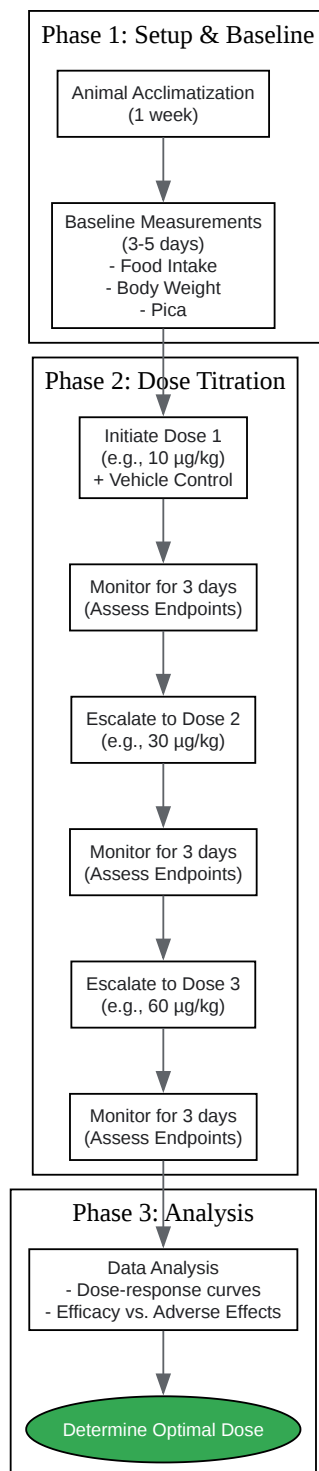 Phase 1: Setup & Baseline
Animal Acclimatization
(1 week)
Baseline Measurements
(3-5 days)
- Food Intake
- Body Weight
- Pica
Phase 2: Dose Titration
Initiate Dose 1
(e.g., 10 µg/kg)
+ Vehicle Control
Monitor for 3 days
(Assess Endpoints)
Escalate to Dose 2
(e.g., 30 µg/kg)
Monitor for 3 days
(Assess Endpoints)
Escalate to Dose 3
(e.g., 60 µg/kg)
Monitor for 3 days
(Assess Endpoints)
Phase 3: Analysis
Data Analysis
- Dose-response curves
- Efficacy vs. Adverse Effects
Determine Optimal Dose